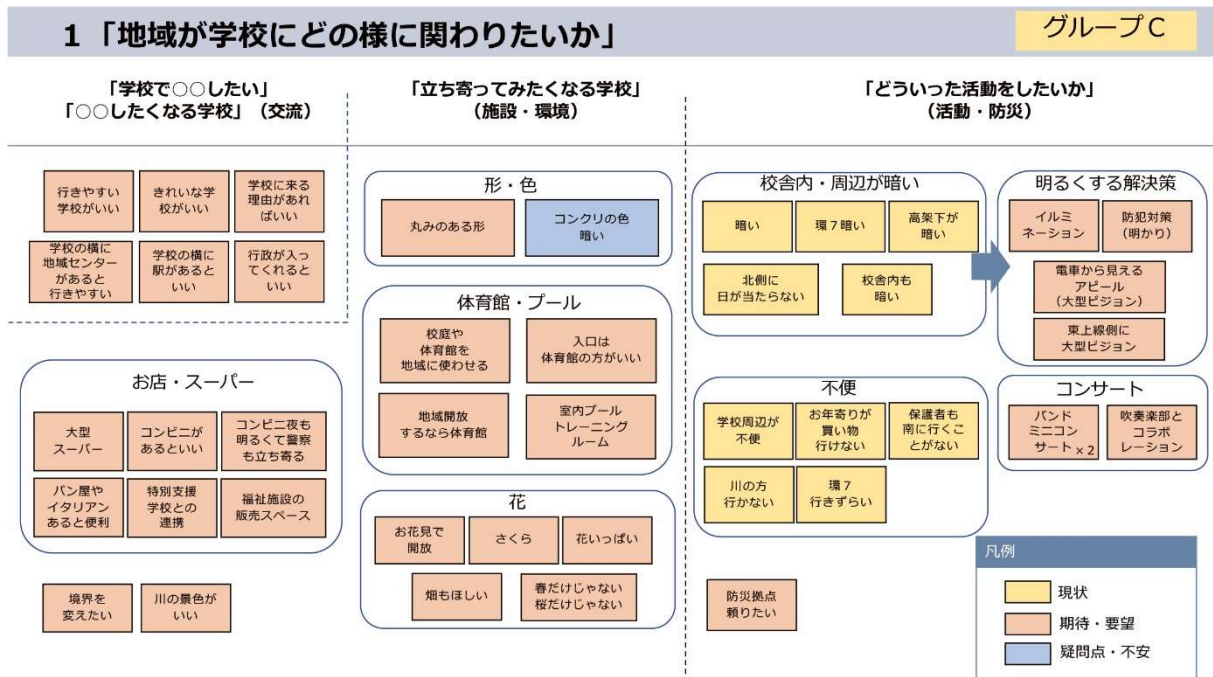 1「地域が学校にどの様に関わりたいか」
グループC
「学校で○○したい」
「○○したくなる学校」（交流）
「立ち寄ってみたくなる学校」
（施設・環境）
「どういった活動をしたいか」
（活動・防災）
行きやすい
学校がいい
きれいな学
校がいい
学校に来る
理由があれ
ばいい
学校の横に
地域センター
があると
行きやすい
学校の横に
駅があると
いい
行政が入っ
てくれると
いい
お店・スーパー
大型
スーパー
コンビニが
あるといい
コンビニ夜も
明るくて警察
も立ち寄る
パン屋や
イタリアン
あると便利
特別支援
学校との
連携
福祉施設の
販売スペース
境界を
変えたい
川の景色が
いい
形・色
丸みのある形
コンクリの色
暗い
体育館・プール
校庭や
体育館を
地域に使わせる
入口は
体育館の方がいい
地域開放
するなら体育館
室内プール
トレーニング
ルーム
花
お花見で
開放
さくら
花いっぱい
畑もほしい
春だけじゃない
桜だけじゃない
校舎内・周辺が暗い
暗い
環７暗い
高架下が
暗い
北側に
日が当たらない
校舎内も
暗い
明るくする解決策
イルミ
ネーション
防犯対策
（明かり）
電車から見える
アピール
（大型ビジョン）
東上線側に
大型ビジョン
不便
学校周辺が
不便
お年寄りが
買い物
行けない
保護者も
南に行くこ
とがない
川の方
行かない
環７
行きずらい
コンサート
バンド
ミニコン
サート×2
吹奏楽部と
コラボ
レーション
防災拠点
頼りたい
凡例
現状
期待・要望
疑問点・不安